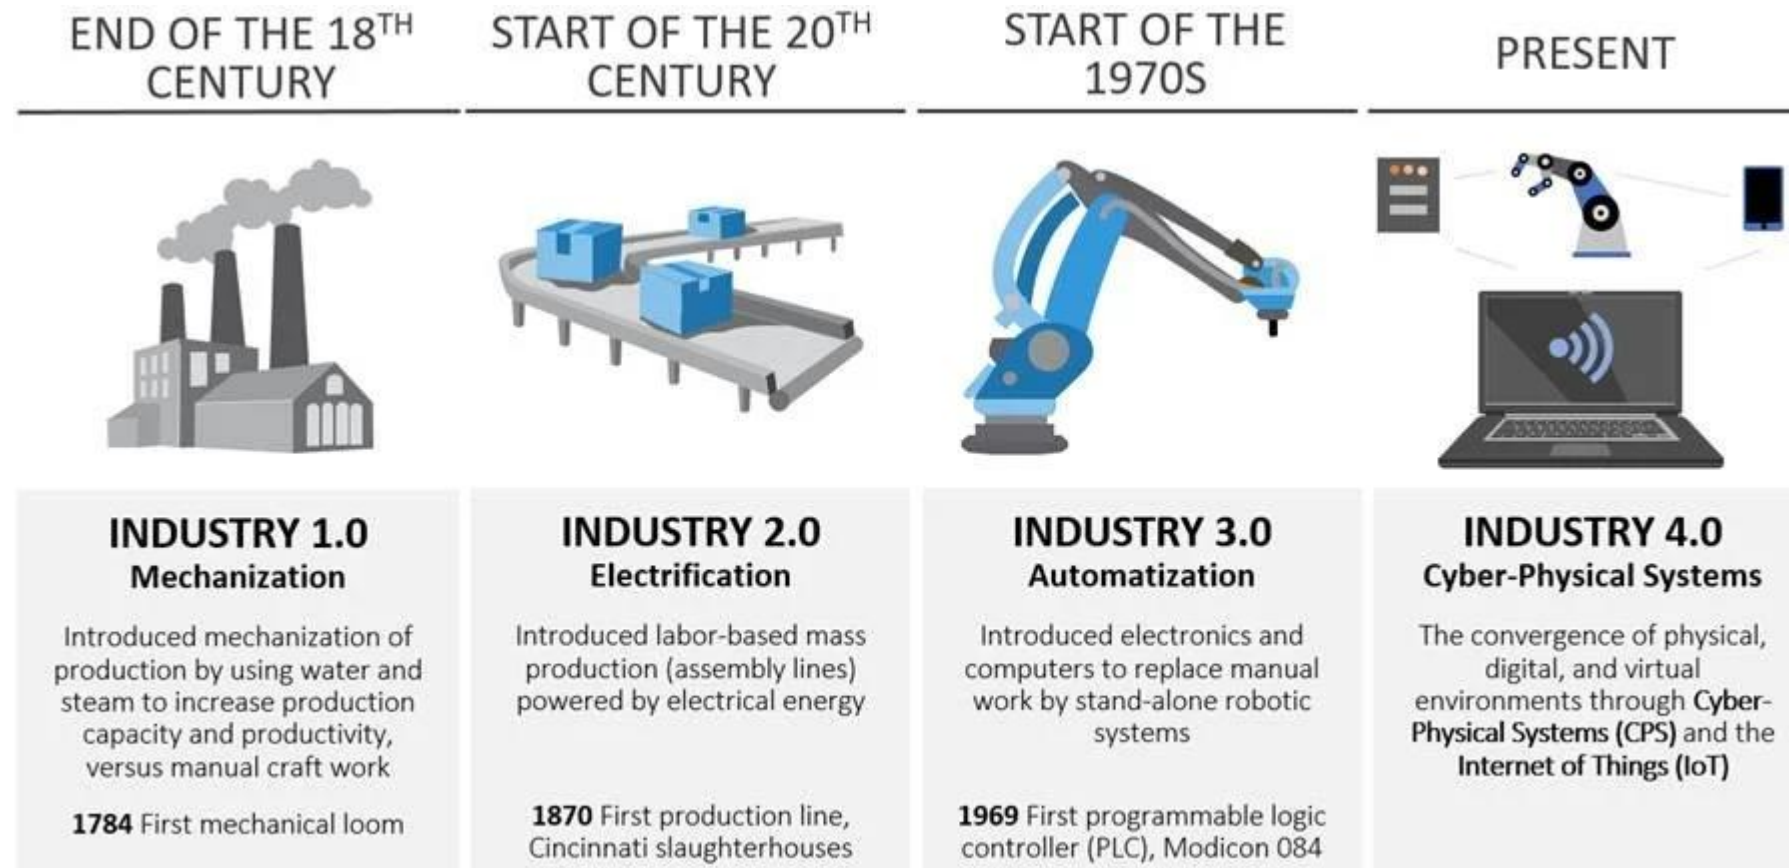 END OF THE 18TH
CENTURY
START OF THE 20TH
CENTURY
START OF THE
1970S
PRESENT
INDUSTRY 1.0
Mechanization
Introduced mechanization of
production by using water and
steam to increase production
capacity and productivity,
versus manual craft work
1784 First mechanical loom
INDUSTRY 2.0
Electrification
Introduced labor-based mass
production (assembly lines)
powered by electrical energy
1870 First production line,
Cincinnati slaughterhouses
INDUSTRY 3.0
Automatization
Introduced electronics and
computers to replace manual
work by stand-alone robotic
systems
1969 First programmable logic
controller (PLC), Modicon 084
INDUSTRY 4.0
Cyber-Physical Systems
The convergence of physical,
digital, and virtual
environments through Cyber-
Physical Systems (CPS) and the
Internet of Things (IoT)